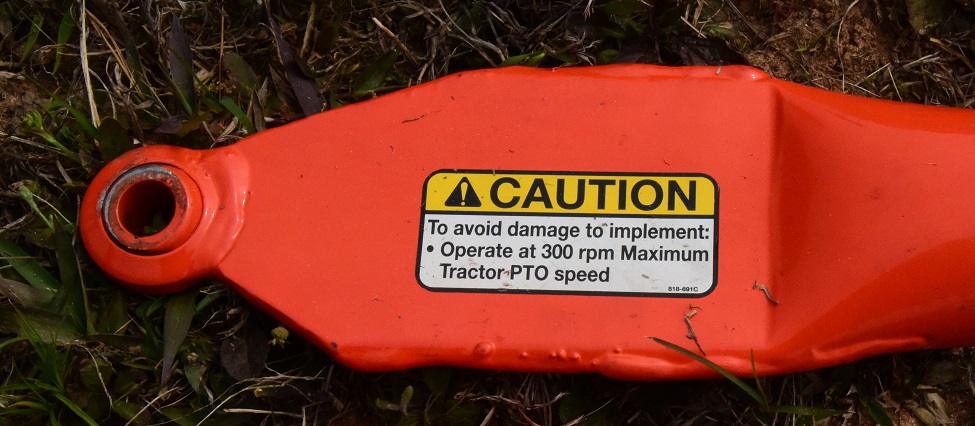 CAUTION
To avoid damage to implement:
• Operate at 300 rpm Maximum
Tractor PTO speed
818-691C